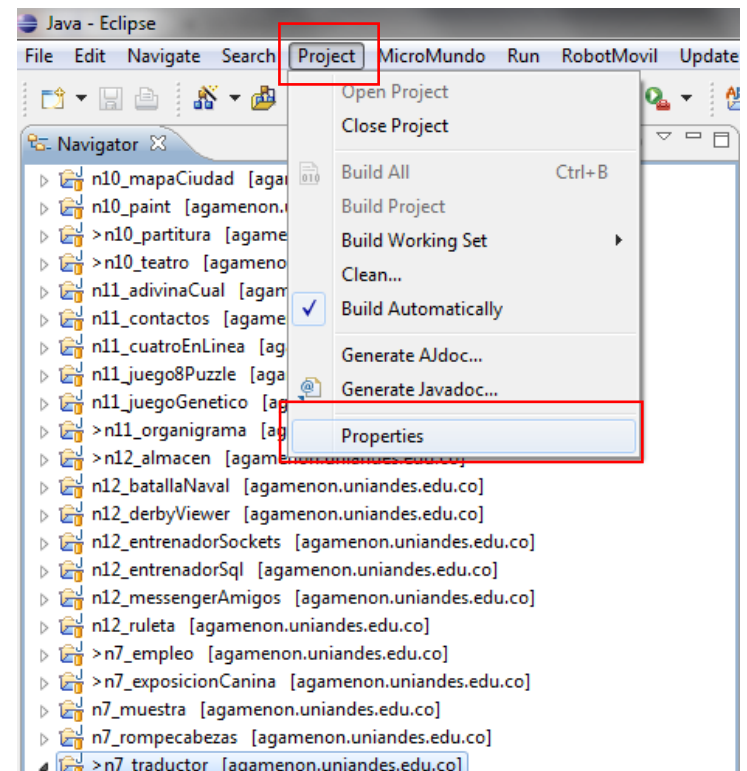 Java - Eclipse
File Edit Navigate Search Project MicroMundo Run RobotMovil Update
Open Project
Close Project
Build All Ctrl+B
Build Project
Build Working Set
Clean...
Build Automatically
Generate AJdoc...
Generate Javadoc...
Properties
Navigator
n10_mapaCiudad [aga
n10_paint [agamenon.
>n10_partitura [agame
>n10_teatro [agameno
n11_adivinaCual [agam
n11_contactos [agame
n11_cuatroEnLinea [ag
n11_juego8Puzzle [aga
n11_juegoGenetico [ag
>n11_organigrama [ag
>n12_almacen [agamenon.uniandes.edu.co]
n12_batallaNaval [agamenon.uniandes.edu.co]
n12_derbyViewer [agamenon.uniandes.edu.co]
n12_entrenadorSockets [agamenon.uniandes.edu.co]
n12_entrenadorSql [agamenon.uniandes.edu.co]
n12_messengerAmigos [agamenon.uniandes.edu.co]
n12_ruleta [agamenon.uniandes.edu.co]
>n7_empleo [agamenon.uniandes.edu.co]
>n7_exposicionCanina [agamenon.uniandes.edu.co]
n7_muestra [agamenon.uniandes.edu.co]
n7_rompecabezas [agamenon.uniandes.edu.co]
>n7_traductor [agamenon.uniandes.edu.co]